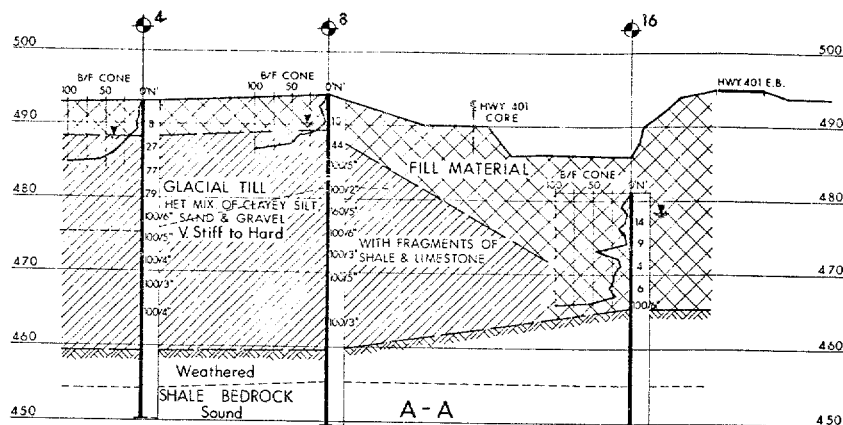 4
8
16
500
500
B/F CONE
100 50 0 'N'
B/F CONE
100 50 0 'N'
HWY 401 E.B.
490
490
HWY 401
CORE
9
10
27
44
77
79
FILL MATERIAL
B/F CONE
100 50 0 'N'
480
480
GLACIAL TILL
HET MIX OF CLAYEY SILT,
SAND & GRAVEL
V. Stiff to Hard
100/6"
100/5"
100/4"
100/3"
100/4"
100/5"
100/2"
160/5"
100/6"
100/3"
100/5"
100/3"
WITH FRAGMENTS OF
SHALE & LIMESTONE
14
9
4
6
100/6"
470
470
460
460
Weathered
SHALE BEDROCK
Sound
A-A
450
450